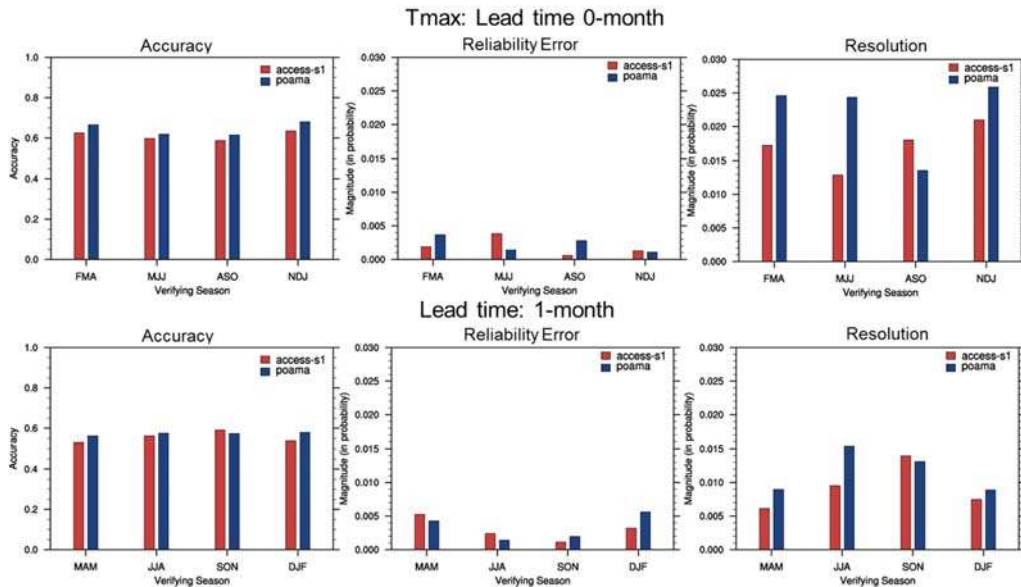 Tmax: Lead time 0-month
Accuracy
1.0
0.8
0.6
0.4
0.2
0.0
Accuracy
access-s1
poama
FMA MJJ ASO NDJ
Verifying Season
Reliability Error
0.030
0.025
0.020
0.015
0.010
0.005
0.000
Magnitude (in probability)
access-s1
poama
FMA MJJ ASO NDJ
Verifying Season
Resolution
0.030
0.025
0.020
0.015
0.010
0.005
0.000
Magnitude (in probability)
access-s1
poama
FMA MJJ ASO NDJ
Verifying Season
Lead time: 1-month
Accuracy
1.0
0.8
0.6
0.4
0.2
0.0
Accuracy
access-s1
poama
MAM JJA SON DJF
Verifying Season
Reliability Error
0.030
0.025
0.020
0.015
0.010
0.005
0.000
Magnitude (in probability)
access-s1
poama
MAM JJA SON DJF
Verifying Season
Resolution
0.030
0.025
0.020
0.015
0.010
0.005
0.000
Magnitude (in probability)
access-s1
poama
MAM JJA SON DJF
Verifying Season